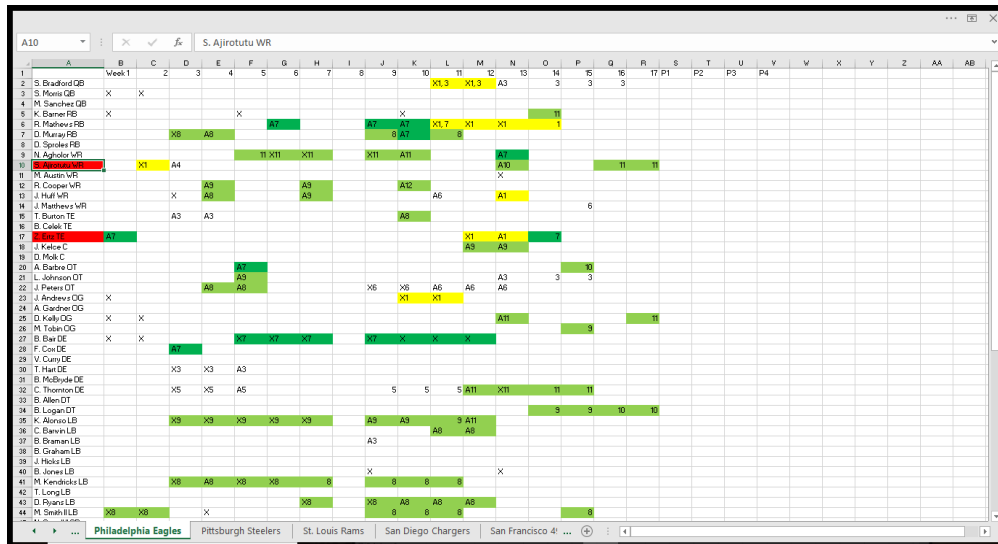 A10 fx S. Ajirotutu WR
A B C D E F G H I J K L M N O P Q R S T U V W X Y Z AA AB
1 Week 1 2 3 4 5 6 7 8 9 10 11 12 13 14 15 16 17 P1 P2 P3 P4
2 S. Bradford QB X1, 3 X1, 3 A3 3 3 3
3 S. Morris QB X X
4 M. Sanchez QB
5 K. Barner RB X X X 11
6 R. Mathews RB A7 A7 A7 X1, 7 X1 X1 1
7 D. Murray RB X8 A8 8 A7 8
8 D. Sproles RB
9 N. Agholor WR 11 X11 X11 X11 A11 A7
10 S. Ajirotutu WR X1 A4 A10 11 11
11 M. Austin WR X
12 R. Cooper WR A9 A9 A12
13 J. Huff WR X A8 A9 A6 A1
14 J. Matthews WR 6
15 T. Burton TE A3 A3 A8
16 B. Celek TE
17 Z. Ertz TE A7 X1 A1 7
18 J. Kelce C A9 A9
19 D. Molk C
20 A. Barbre OT A7 10
21 L. Johnson OT A9 A3 3 3
22 J. Peters OT A8 A8 X6 X6 A6 A6 A6
23 J. Andrews OG X X1 X1
24 A. Gardner OG
25 D. Kelly OG X X A11 11
26 M. Tobin OG 9
27 B. Bair DE X X X7 X7 X7 X7 X X X
28 F. Cox DE A7
29 V. Curry DE
30 T. Hart DE X3 X3 A3
31 B. McBryde DE
32 C. Thornton DE X5 X5 A5 5 5 5 A11 X11 11 11
33 B. Allen DT
34 B. Logan DT 9 9 10 10
35 K. Alonso LB X9 X9 X9 X9 A9 A9 9 A11
36 C. Barwin LB A8 A8
37 B. Braman LB A3
38 B. Graham LB
39 J. Hicks LB
40 B. Jones LB X X
41 M. Kendricks LB X8 A8 X8 X8 8 8 8 8
42 T. Long LB
43 D. Ryans LB X8 X8 A8 A8 A8
44 M. Smith II LB X8 X8 X 8 8 8 8
... Philadelphia Eagles Pittsburgh Steelers St. Louis Rams San Diego Chargers San Francisco 4' ...